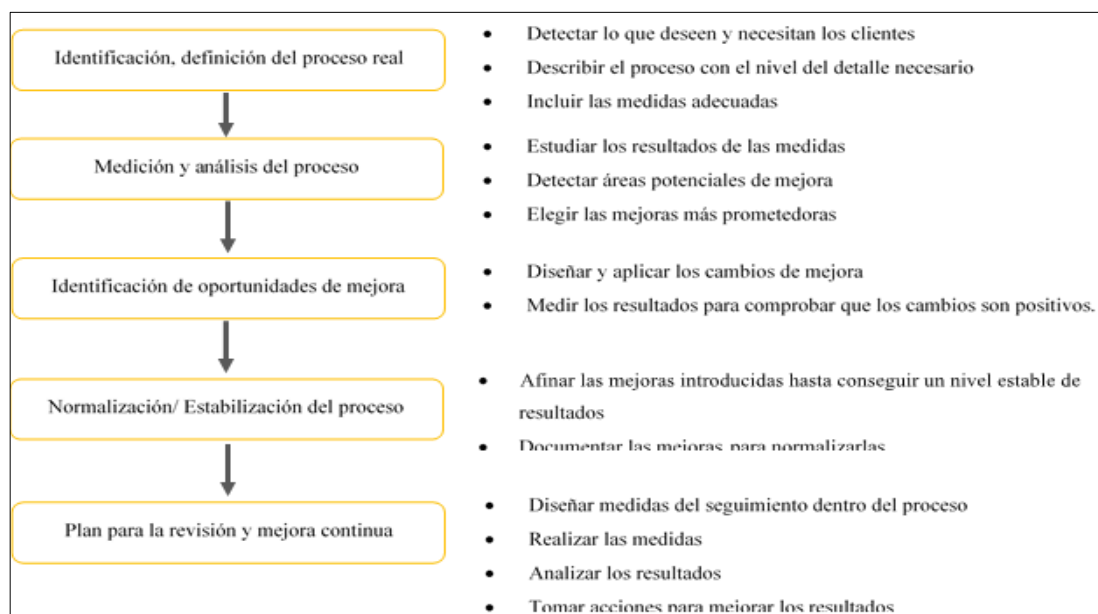 Identificación, definición del proceso real
• Detectar lo que deseen y necesitan los clientes
• Describir el proceso con el nivel del detalle necesario
• Incluir las medidas adecuadas
Medición y análisis del proceso
• Estudiar los resultados de las medidas
• Detectar áreas potenciales de mejora
• Elegir las mejoras más prometedoras
Identificación de oportunidades de mejora
• Diseñar y aplicar los cambios de mejora
• Medir los resultados para comprobar que los cambios son positivos.
Normalización/ Estabilización del proceso
• Afinar las mejoras introducidas hasta conseguir un nivel estable de
resultados
• Documentar las mejoras para normalizarlas
Plan para la revisión y mejora continua
• Diseñar medidas del seguimiento dentro del proceso
• Realizar las medidas
• Analizar los resultados
• Tomar acciones para mejorar los resultados